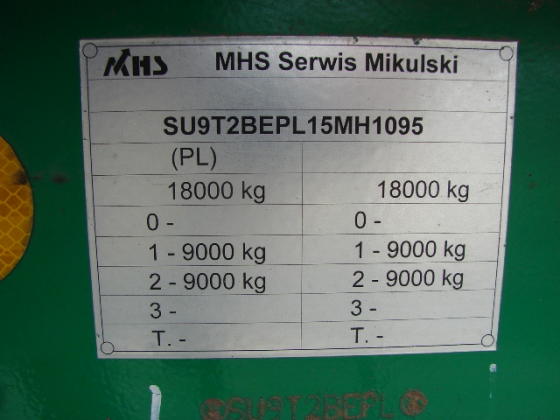 MHS MHS Serwis Mikulski
SU9T2BEPL15MH1095
(PL)
18000 kg 18000 kg
0 - 0 -
1 - 9000 kg 1 - 9000 kg
2 - 9000 kg 2 - 9000 kg
3 - 3 -
T. - T. -
SU9T2BEPL